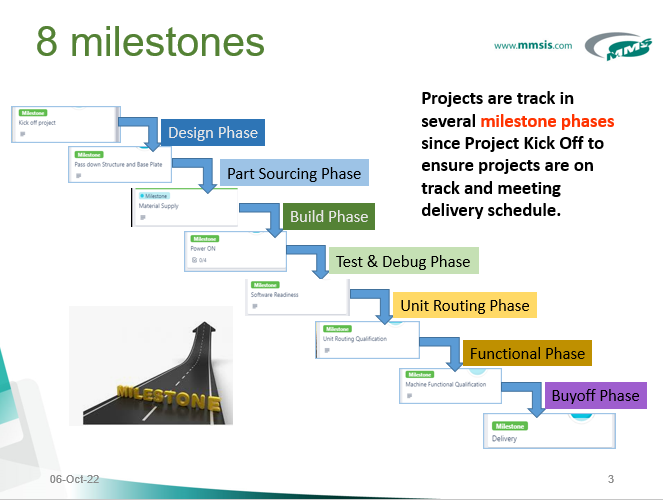 8 milestones
www.mmsis.com
MMS
Projects are track in
several milestone phases
since Project Kick Off to
ensure projects are on
track and meeting
delivery schedule.
Milestone
Kick off project
Design Phase
Milestone
Pass down Structure and Base Plate
Part Sourcing Phase
Milestone
Material Supply
Build Phase
Milestone
Power ON
0/4
Test & Debug Phase
Milestone
Software Readiness
Unit Routing Phase
Milestone
Unit Routing Qualification
Functional Phase
Milestone
Machine Functional Qualification
Buyoff Phase
Milestone
Delivery
MILESTONE
06-Oct-22
3